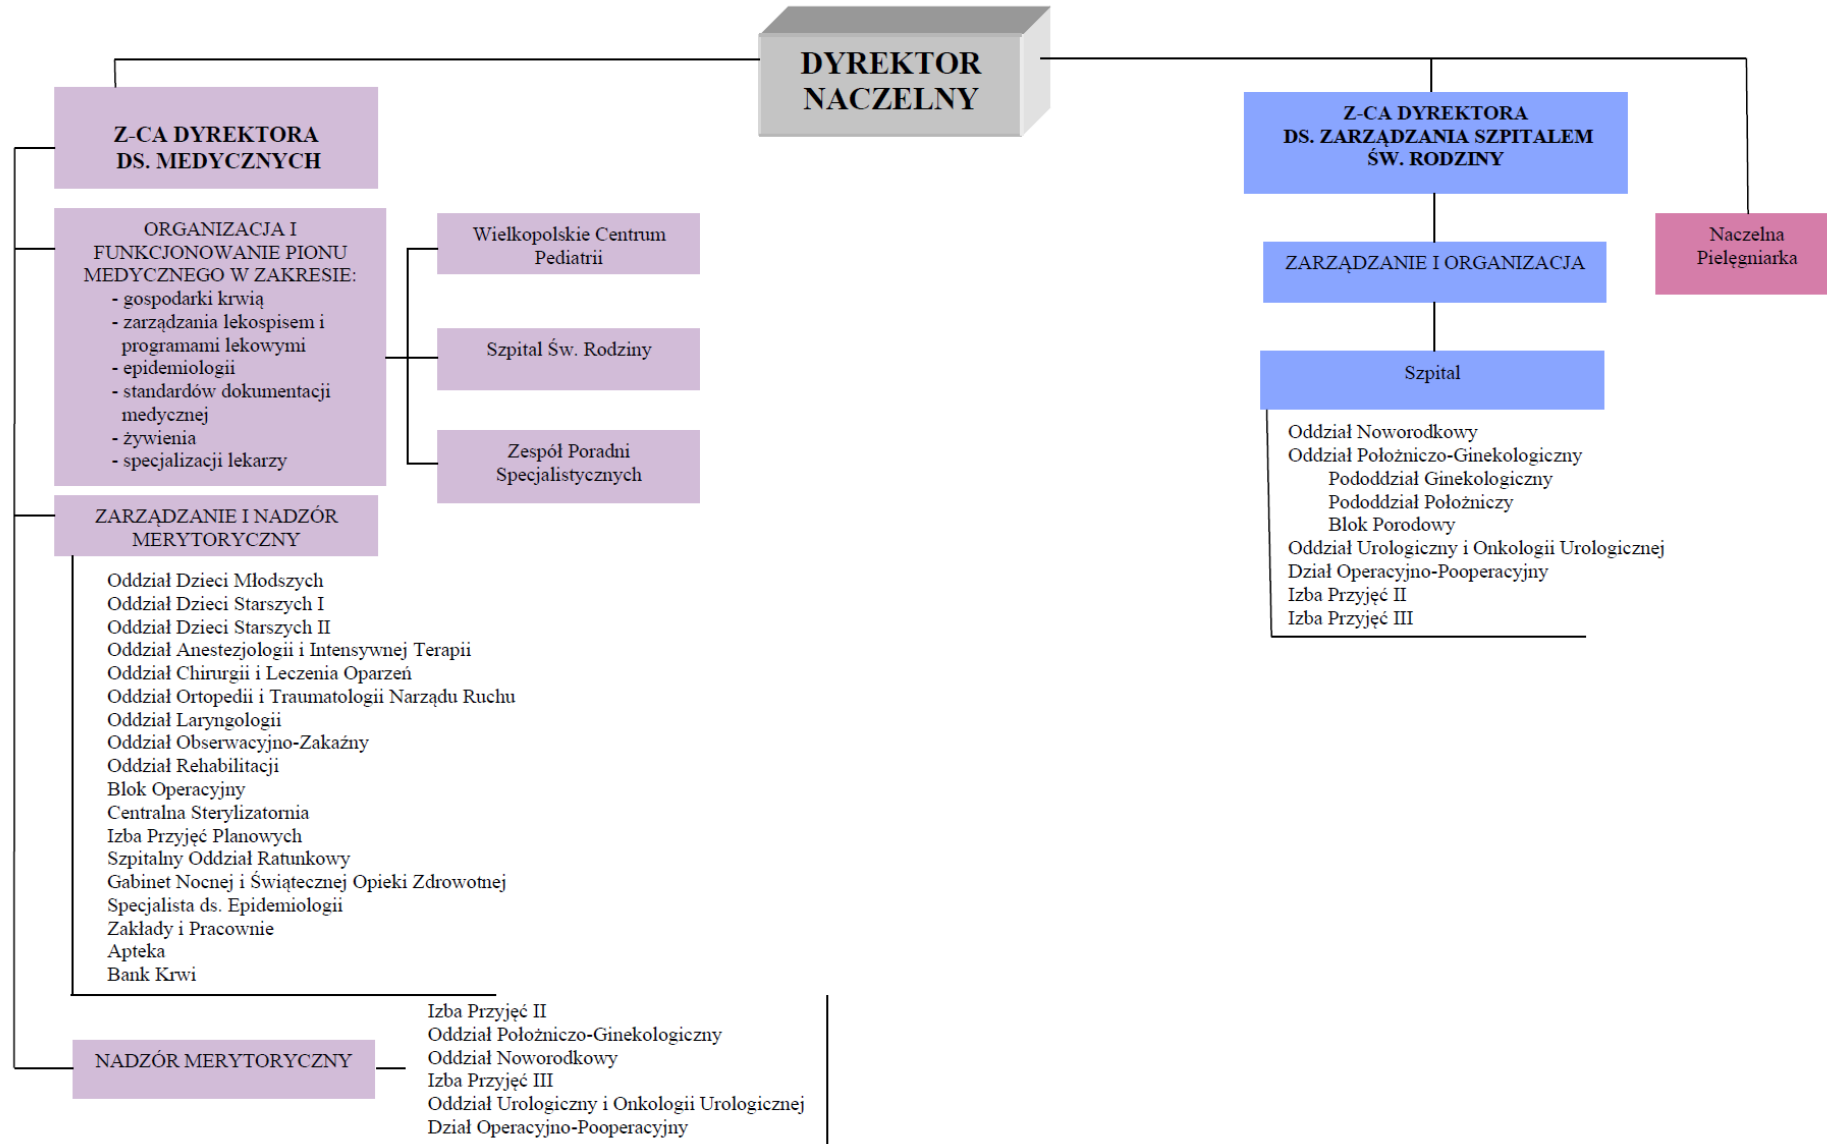 DYREKTOR
NACZELNY
Z-CA DYREKTORA
DS. MEDYCZNYCH
ORGANIZACJA I
FUNKCJONOWANIE PIONU
MEDYCZNEGO W ZAKRESIE:
- gospodarki krwią
- zarządzania lekospisem i
programami lekowymi
- epidemiologii
- standardów dokumentacji
medycznej
- żywienia
- specjalizacji lekarzy
Wielkopolskie Centrum
Pediatrii
Szpital Św. Rodziny
Zespół Poradni
Specjalistycznych
ZARZĄDZANIE I NADZÓR
MERYTORYCZNY
Oddział Dzieci Młodszych
Oddział Dzieci Starszych I
Oddział Dzieci Starszych II
Oddział Anestezjologii i Intensywnej Terapii
Oddział Chirurgii i Leczenia Oparzeń
Oddział Ortopedii i Traumatologii Narządu Ruchu
Oddział Laryngologii
Oddział Obserwacyjno-Zakaźny
Oddział Rehabilitacji
Blok Operacyjny
Centralna Sterylizatornia
Izba Przyjęć Planowych
Szpitalny Oddział Ratunkowy
Gabinet Nocnej i Świątecznej Opieki Zdrowotnej
Specjalista ds. Epidemiologii
Zakłady i Pracownie
Apteka
Bank Krwi
NADZÓR MERYTORYCZNY
Izba Przyjęć II
Oddział Położniczo-Ginekologiczny
Oddział Noworodkowy
Izba Przyjęć III
Oddział Urologiczny i Onkologii Urologicznej
Dział Operacyjno-Pooperacyjny
Z-CA DYREKTORA
DS. ZARZĄDZANIA SZPITALEM
ŚW. RODZINY
ZARZĄDZANIE I ORGANIZACJA
Szpital
Oddział Noworodkowy
Oddział Położniczo-Ginekologiczny
Pododdział Ginekologiczny
Pododdział Położniczy
Blok Porodowy
Oddział Urologiczny i Onkologii Urologicznej
Dział Operacyjno-Pooperacyjny
Izba Przyjęć II
Izba Przyjęć III
Naczelna
Pielęgniarka